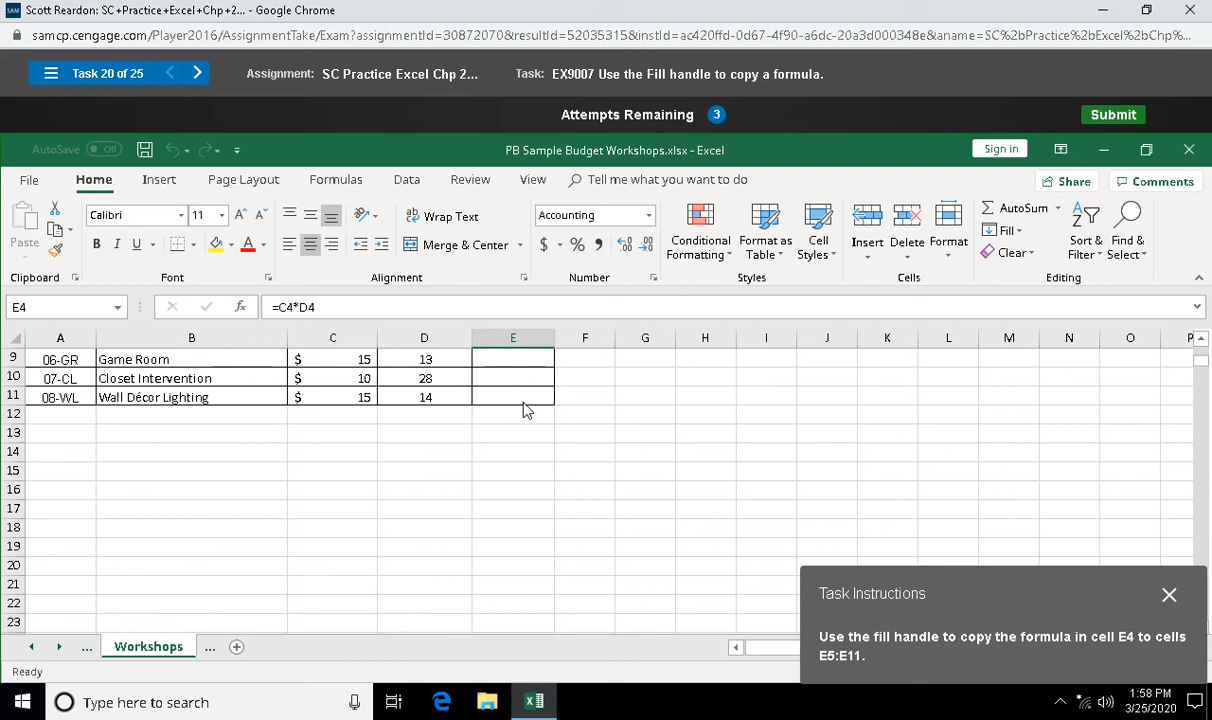 Scott Reardon: SC+Practice+Excel+Chp+2... - Google Chrome
samcp.cengage.com/Player2016/AssignmentTake/Exam?assignmentId=30872070&resultId=52035315&instId=ac420ffd-0d67-4f90-a6dc-20a3d000348e&aname=SC%2bPractice%2bExcel%2bChp%...
Task 20 of 25 Assignment: SC Practice Excel Chp 2... Task: EX9007 Use the Fill handle to copy a formula.
Attempts Remaining 3 Submit
AutoSave Off PB Sample Budget Workshops.xlsx - Excel Sign in
File Home Insert Page Layout Formulas Data Review View Tell me what you want to do Share Comments
Calibri 11 Wrap Text Accounting AutoSum
Paste B I U Merge & Center $ % Conditional Formatting Format as Table Cell Styles Insert Delete Format Fill Clear Sort & Filter Find & Select
Clipboard Font Alignment Number Styles Cells Editing
E4 fx =C4*D4
A B C D E F G H I J K L M N O P
9 06-GR Game Room $ 15 13
10 07-CL Closet Intervention $ 10 28
11 08-WL Wall Décor Lighting $ 15 14
12
13
14
15
16
17
18
19
20
21
22
23
Task Instructions
Use the fill handle to copy the formula in cell E4 to cells
E5:E11.
... Workshops ...
Ready
Type here to search 1:58 PM
3/25/2020